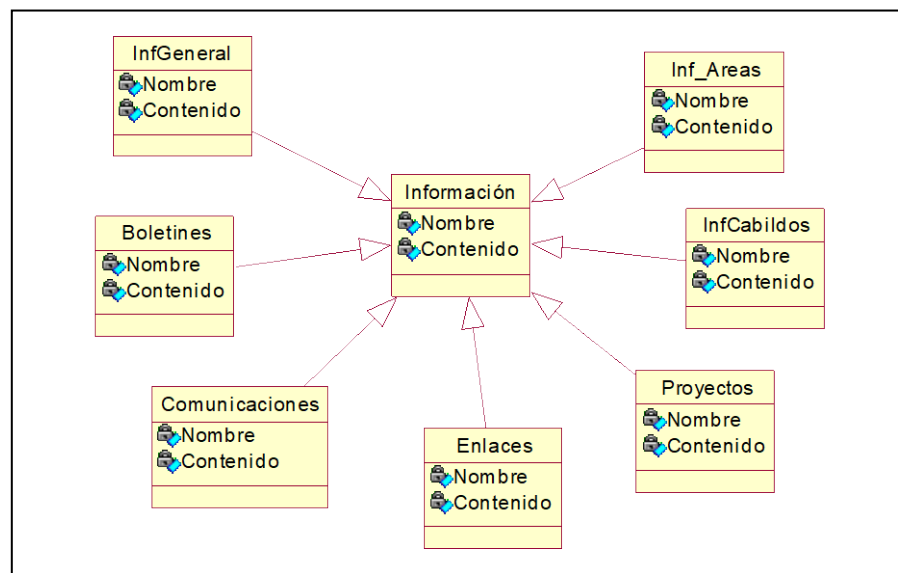 InfGeneral
Nombre
Contenido
Inf_Areas
Nombre
Contenido
Información
Nombre
Contenido
Boletines
Nombre
Contenido
InfCabildos
Nombre
Contenido
Comunicaciones
Nombre
Contenido
Enlaces
Nombre
Contenido
Proyectos
Nombre
Contenido